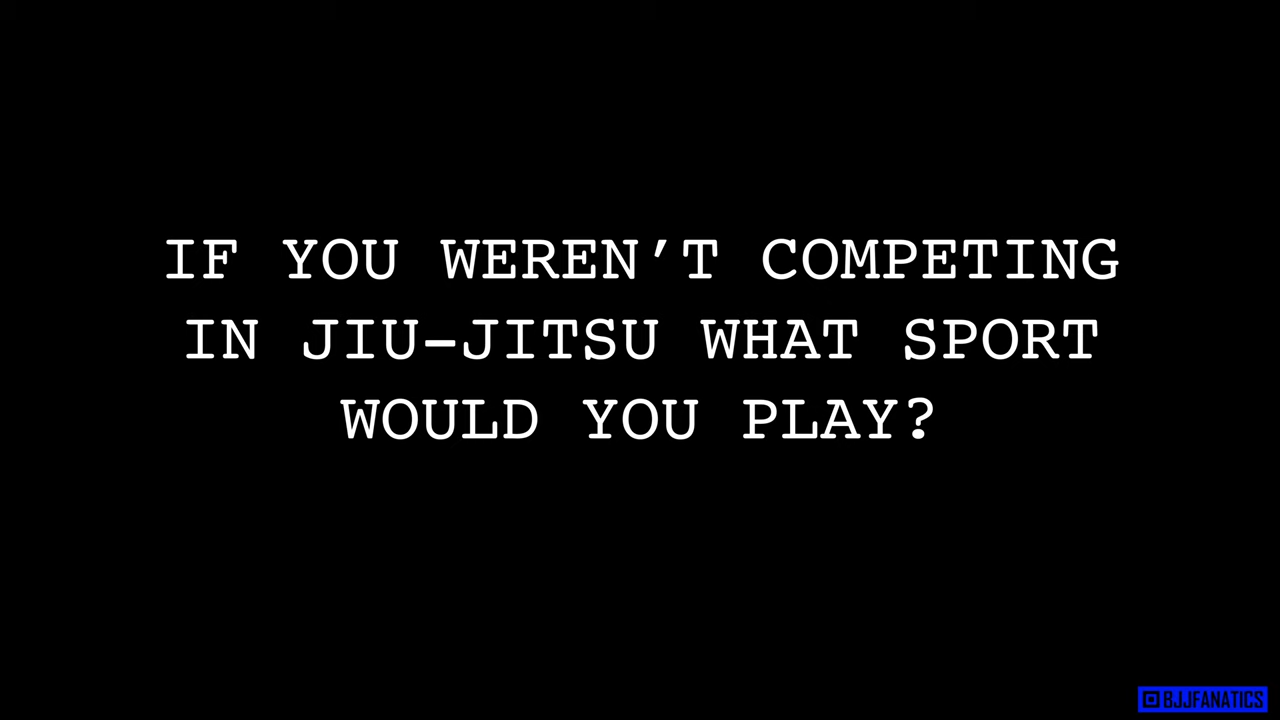 IF YOU WEREN’T COMPETING
IN JIU-JITSU WHAT SPORT
WOULD YOU PLAY?
BJJFANATICS